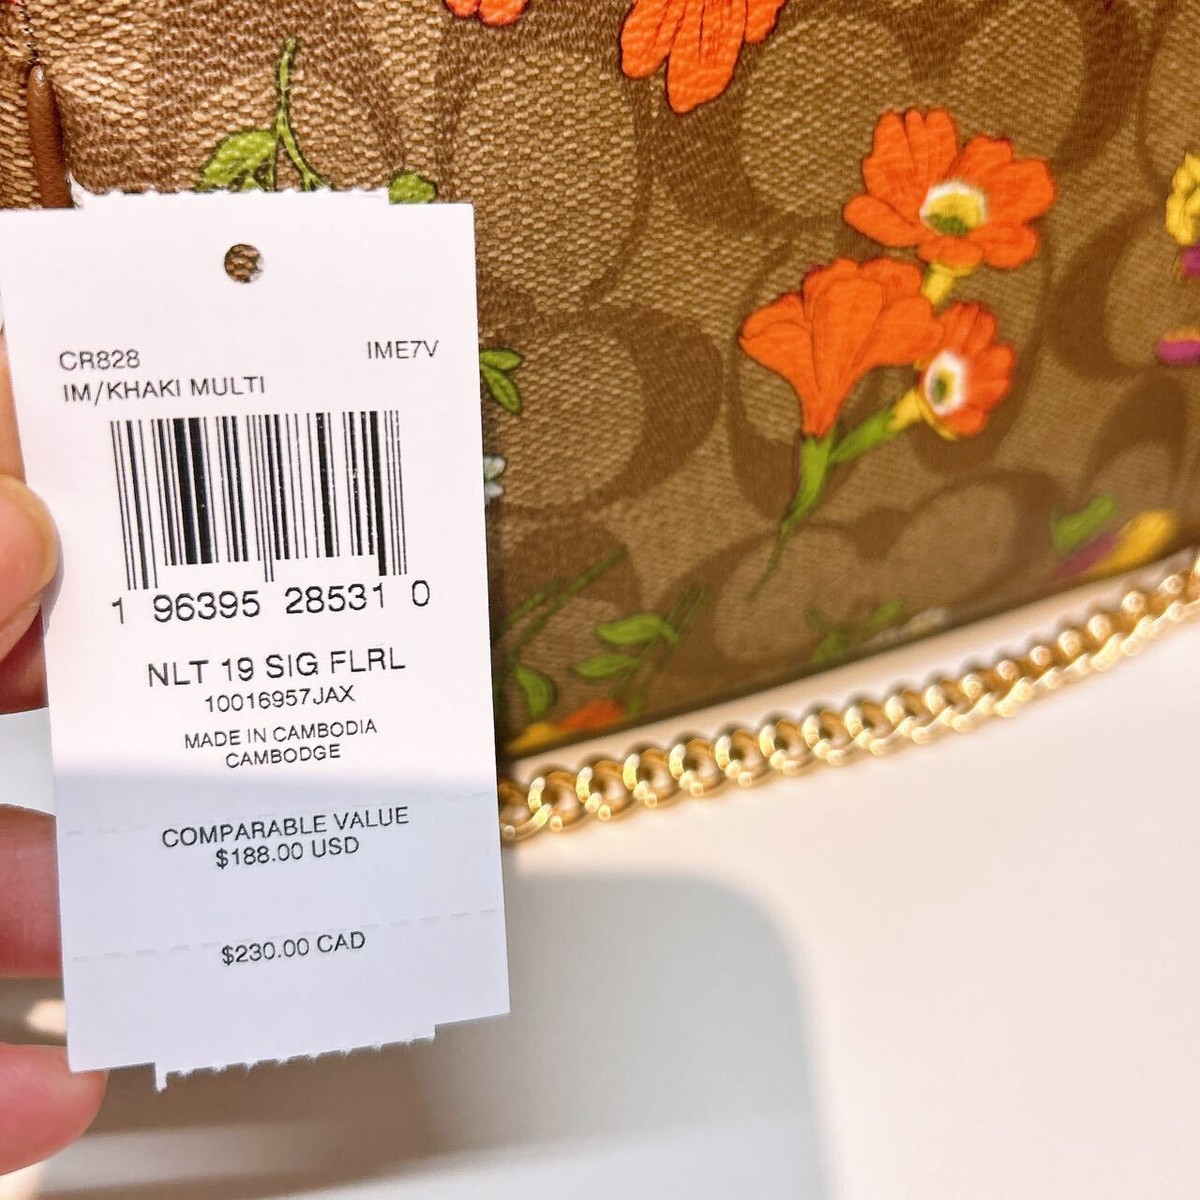 CR828 IME7V
IM/KHAKI MULTI
1 96395 28531 0
NLT 19 SIG FLRL
10016957JAX
MADE IN CAMBODIA
CAMBODGE
COMPARABLE VALUE
$188.00 USD
$230.00 CAD